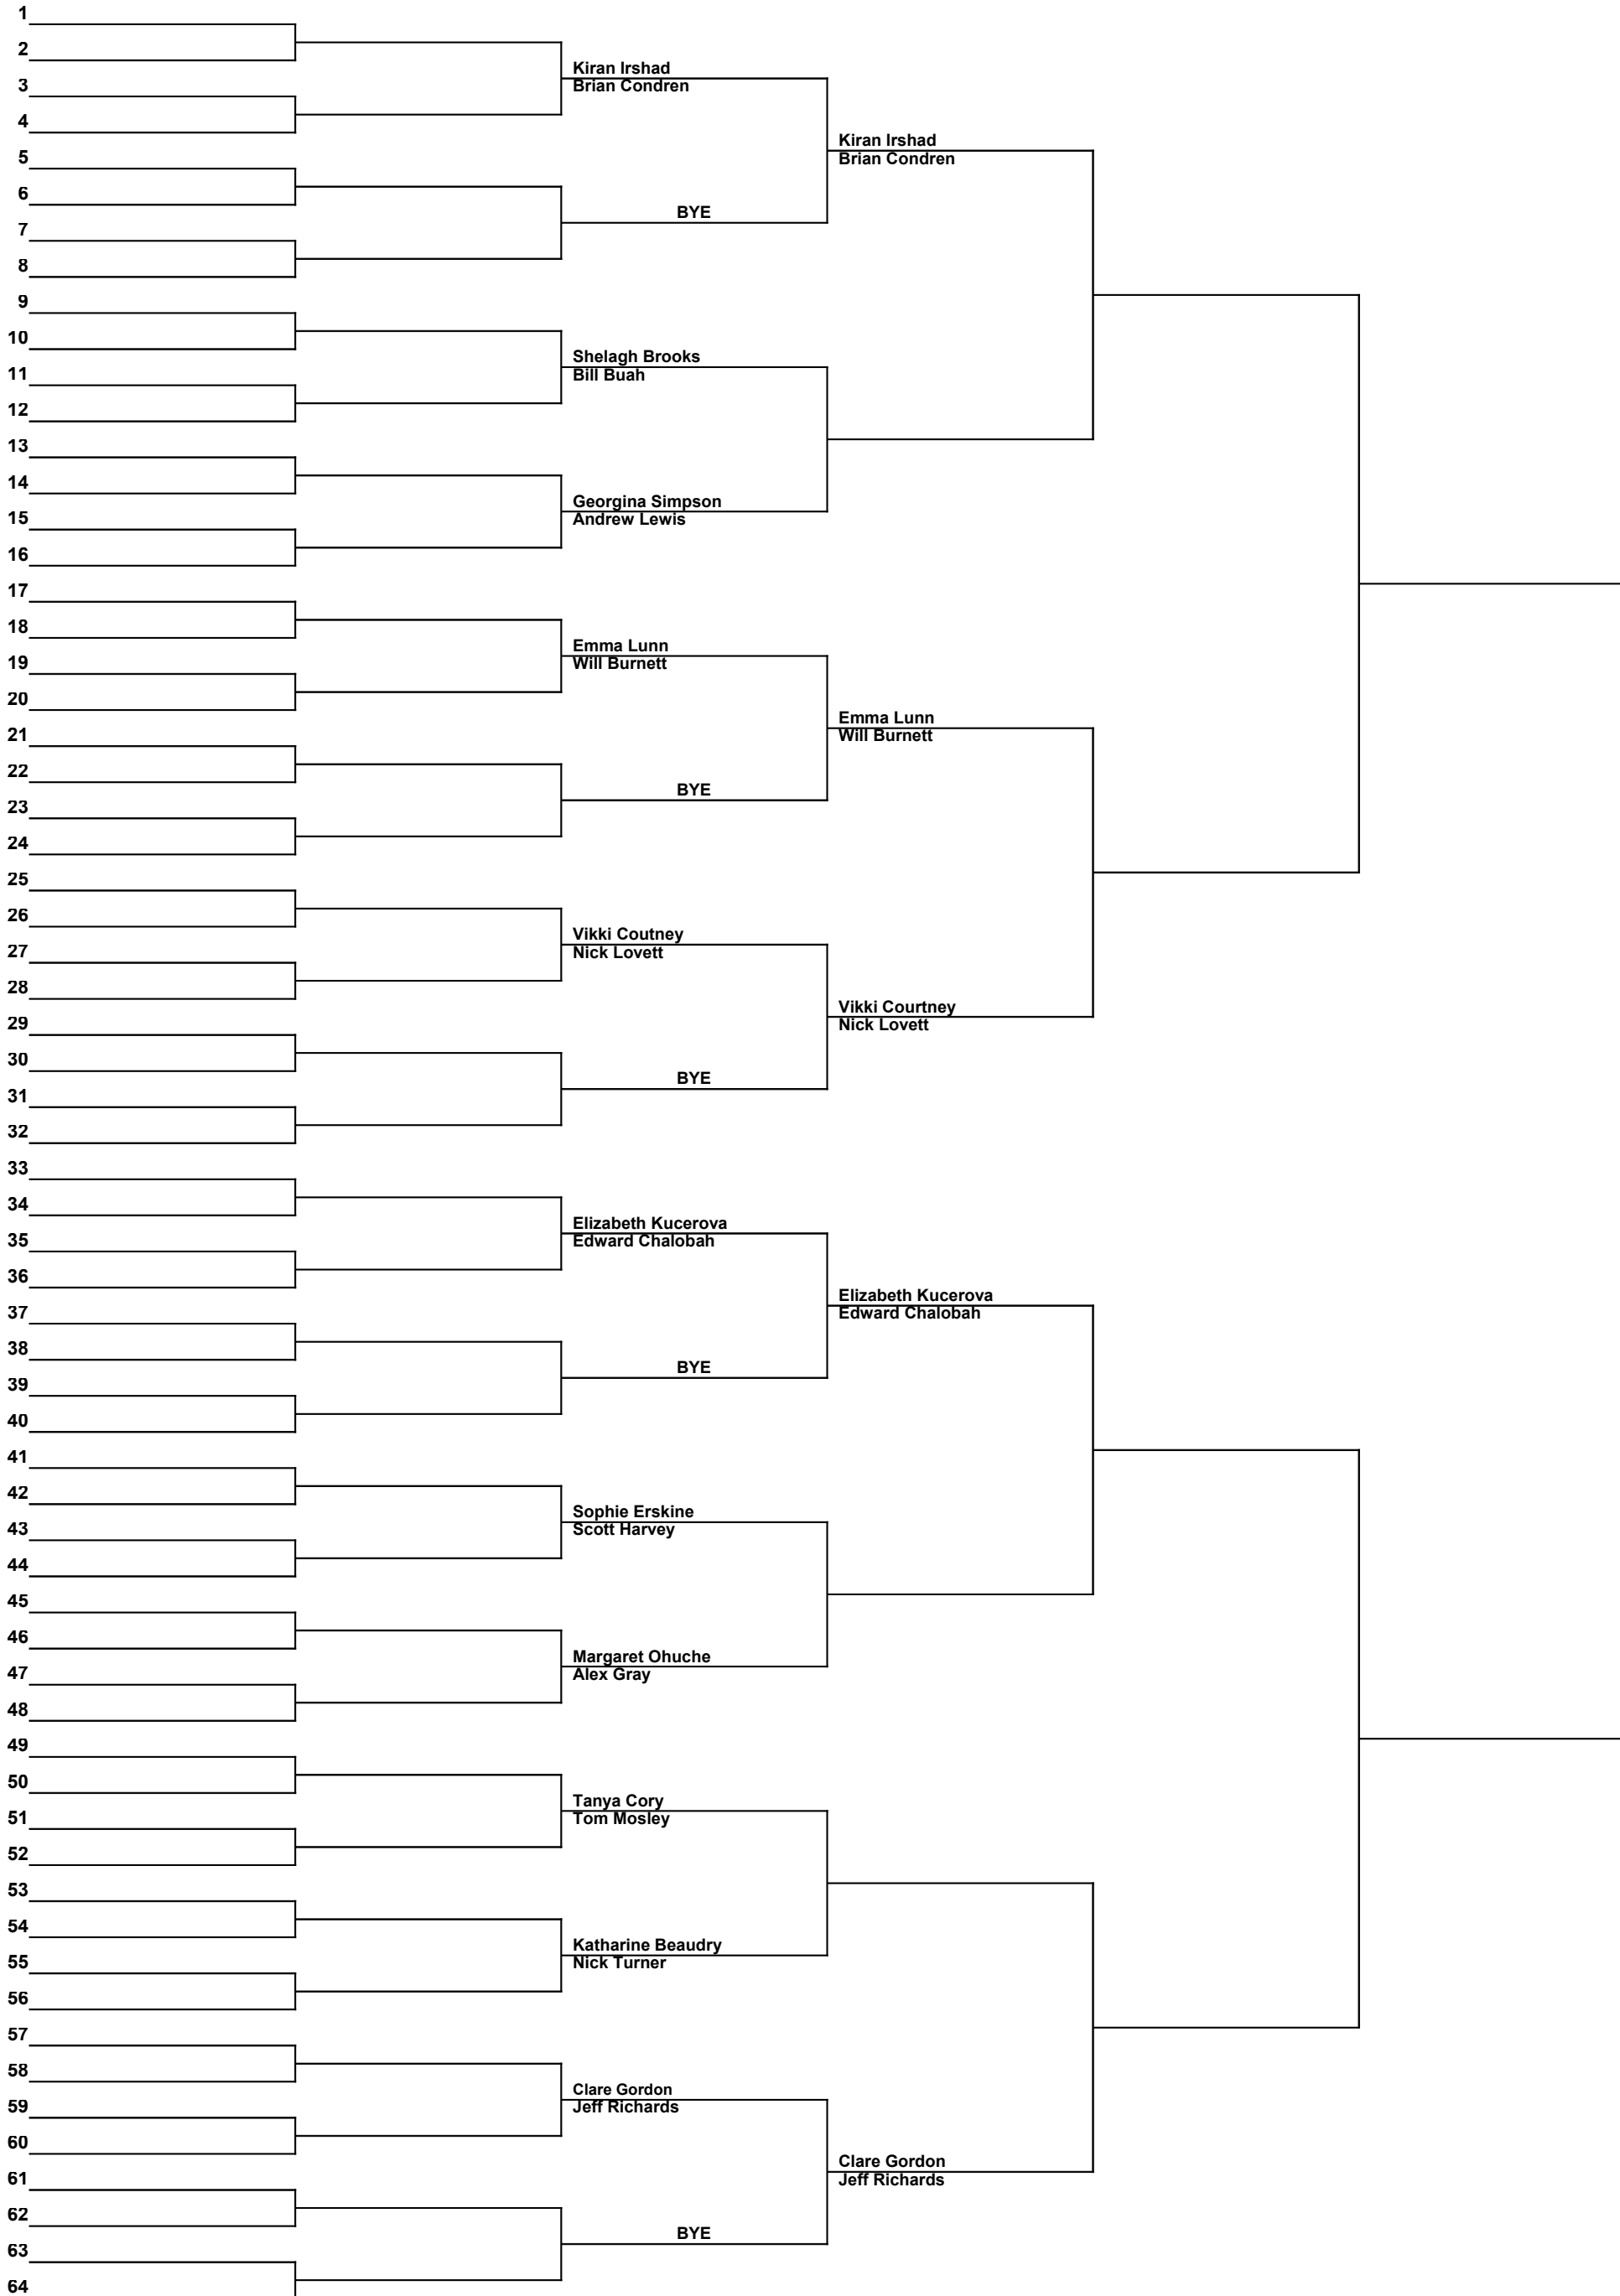 1
2
Kiran Irshad
3
Brian Condren
4
Kiran Irshad
5
Brian Condren
6
BYE
7
8
9
10
Shelagh Brooks
11
Bill Buah
12
13
14
Georgina Simpson
15
Andrew Lewis
16
17
18
Emma Lunn
19
Will Burnett
20
Emma Lunn
21
Will Burnett
22
BYE
23
24
25
26
Vikki Coutney
27
Nick Lovett
28
Vikki Courtney
29
Nick Lovett
30
BYE
31
32
33
34
Elizabeth Kucerova
35
Edward Chalobah
36
Elizabeth Kucerova
37
Edward Chalobah
38
BYE
39
40
41
42
Sophie Erskine
43
Scott Harvey
44
45
46
Margaret Ohuche
47
Alex Gray
48
49
50
Tanya Cory
51
Tom Mosley
52
53
54
Katharine Beaudry
55
Nick Turner
56
57
58
Clare Gordon
59
Jeff Richards
60
Clare Gordon
61
Jeff Richards
62
BYE
63
64